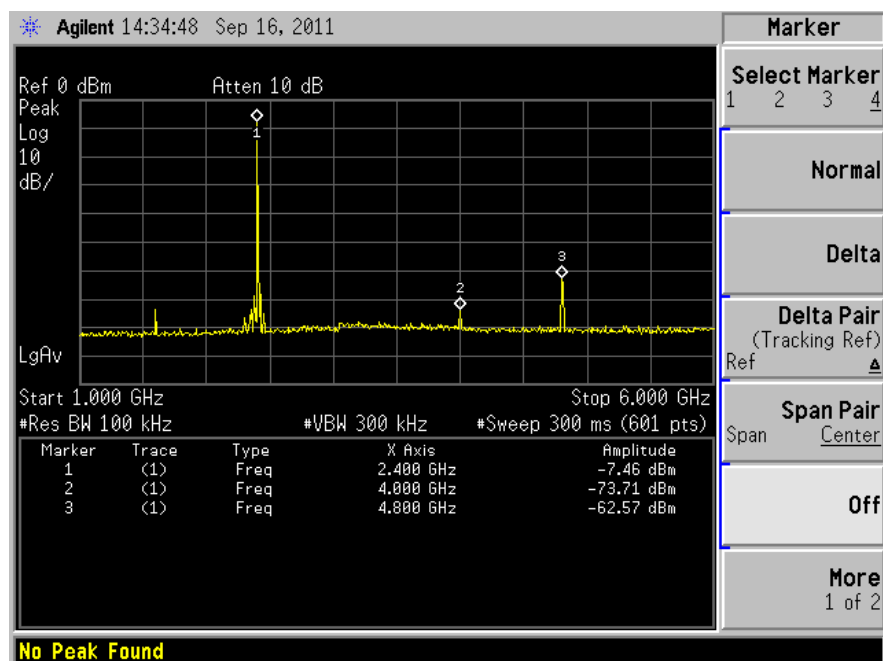 Agilent 14:34:48 Sep 16, 2011
Marker
Ref 0 dBm Atten 10 dB
Peak
Log
10
dB/
1
2
3
LgAv
Start 1.000 GHz Stop 6.000 GHz
#Res BW 100 kHz #VBW 300 kHz #Sweep 300 ms (601 pts)
Marker Trace Type X Axis Amplitude
1 (1) Freq 2.400 GHz -7.46 dBm
2 (1) Freq 4.000 GHz -73.71 dBm
3 (1) Freq 4.800 GHz -62.57 dBm
Select Marker
1 2 3 4
Normal
Delta
Delta Pair
(Tracking Ref)
Ref Δ
Span Pair
Span Center
Off
More
1 of 2
No Peak Found